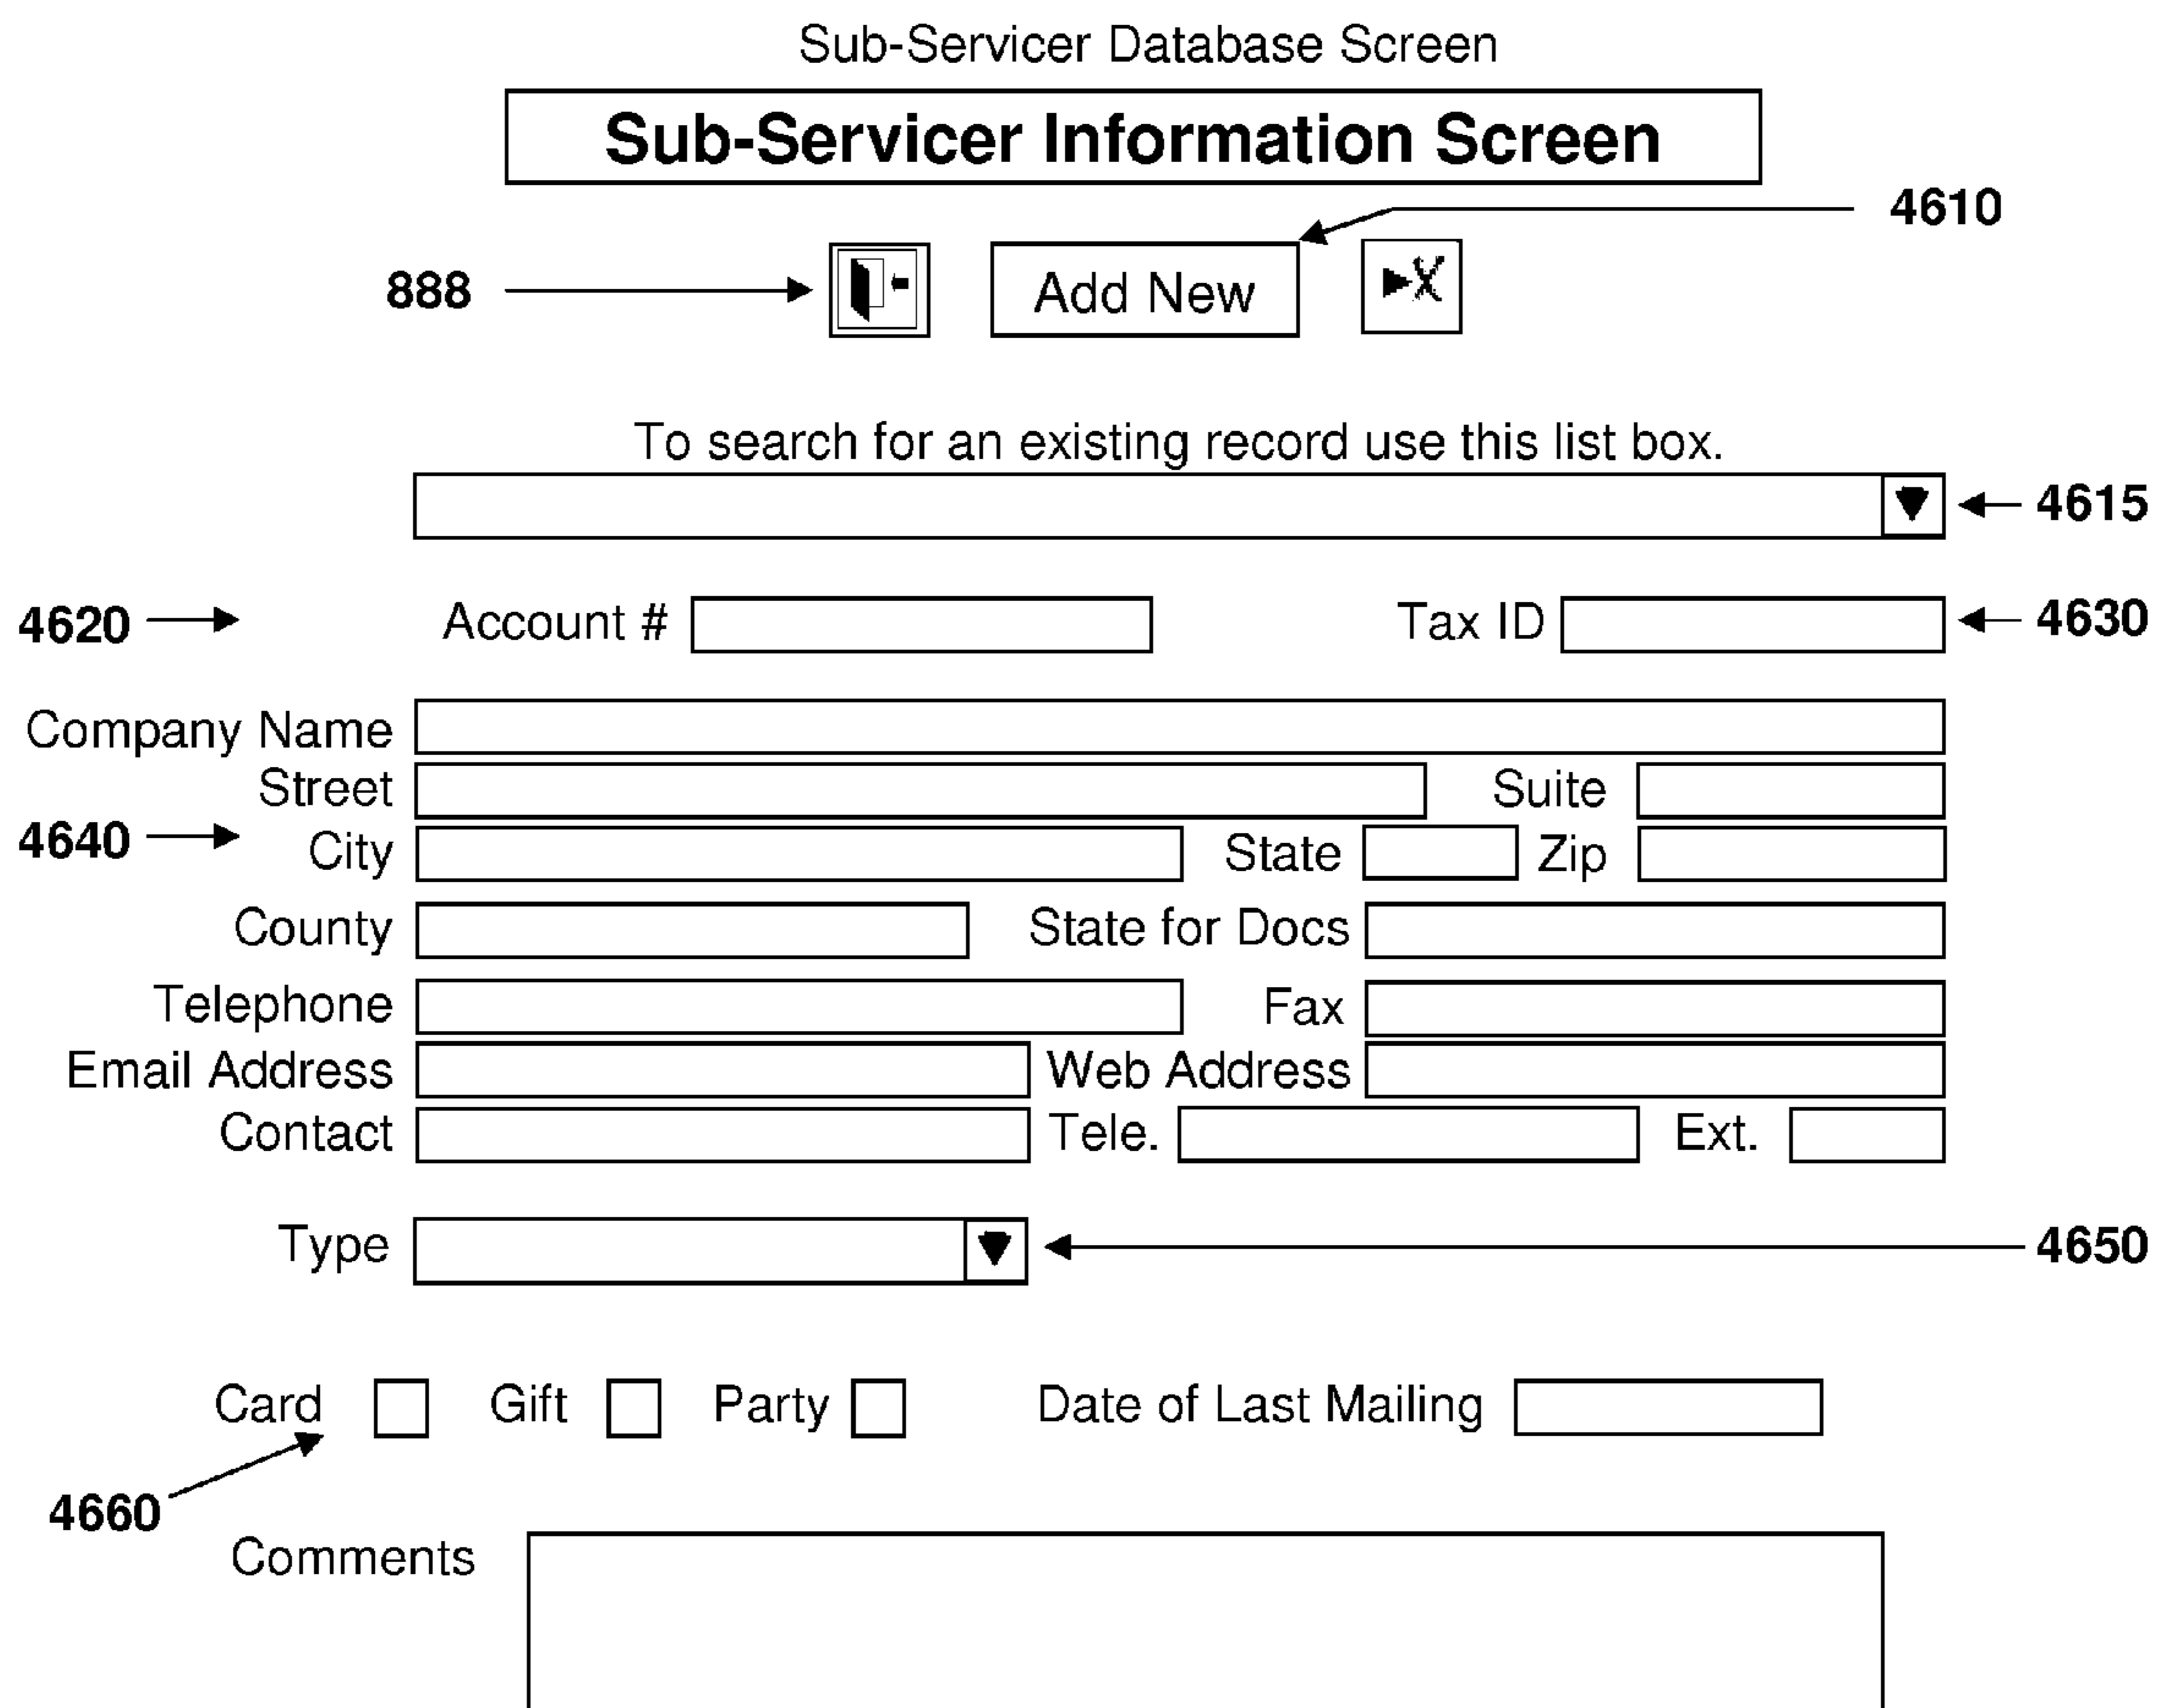 Sub-Servicer Database Screen
Sub-Servicer Information Screen
4610
888 Add New
To search for an existing record use this list box.
4615
4620 Account # Tax ID 4630
Company Name
Street Suite
4640 City State Zip
County State for Docs
Telephone Fax
Email Address Web Address
Contact Tele. Ext.
Type 4650
Card Gift Party Date of Last Mailing
4660
Comments